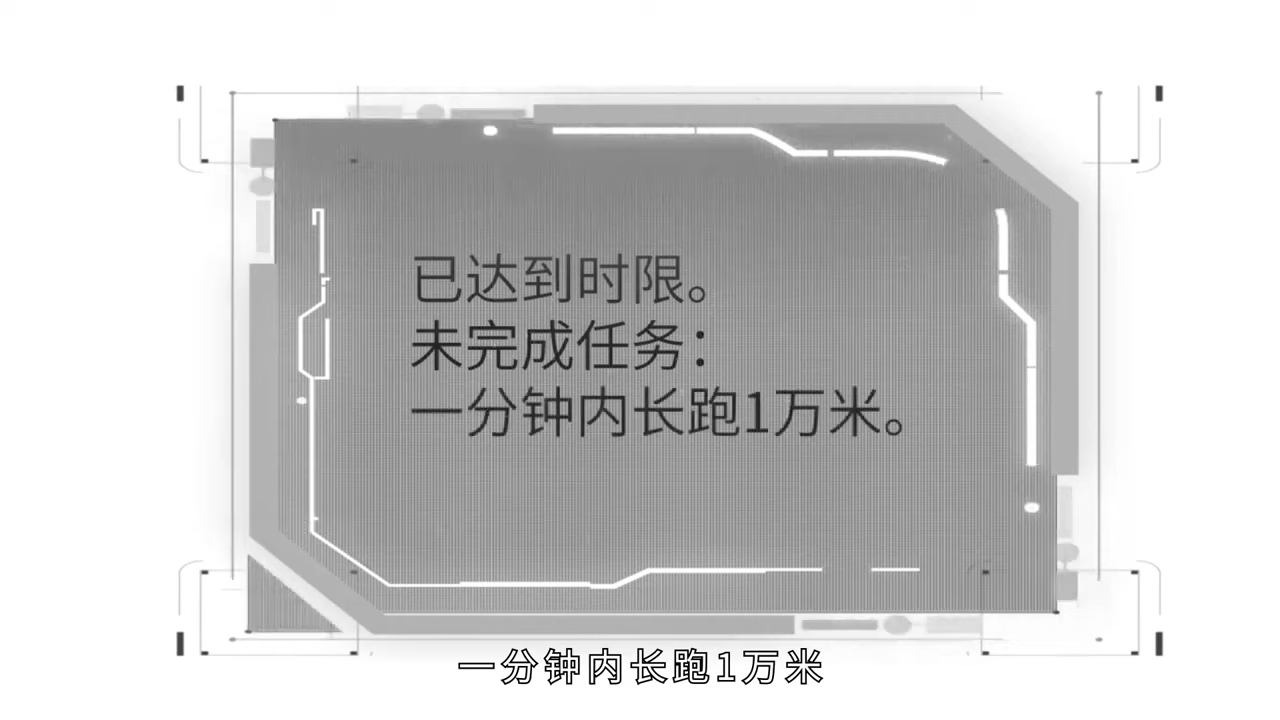 已达到时限。
未完成任务：
一分钟内长跑1万米。
一分钟内长跑1万米